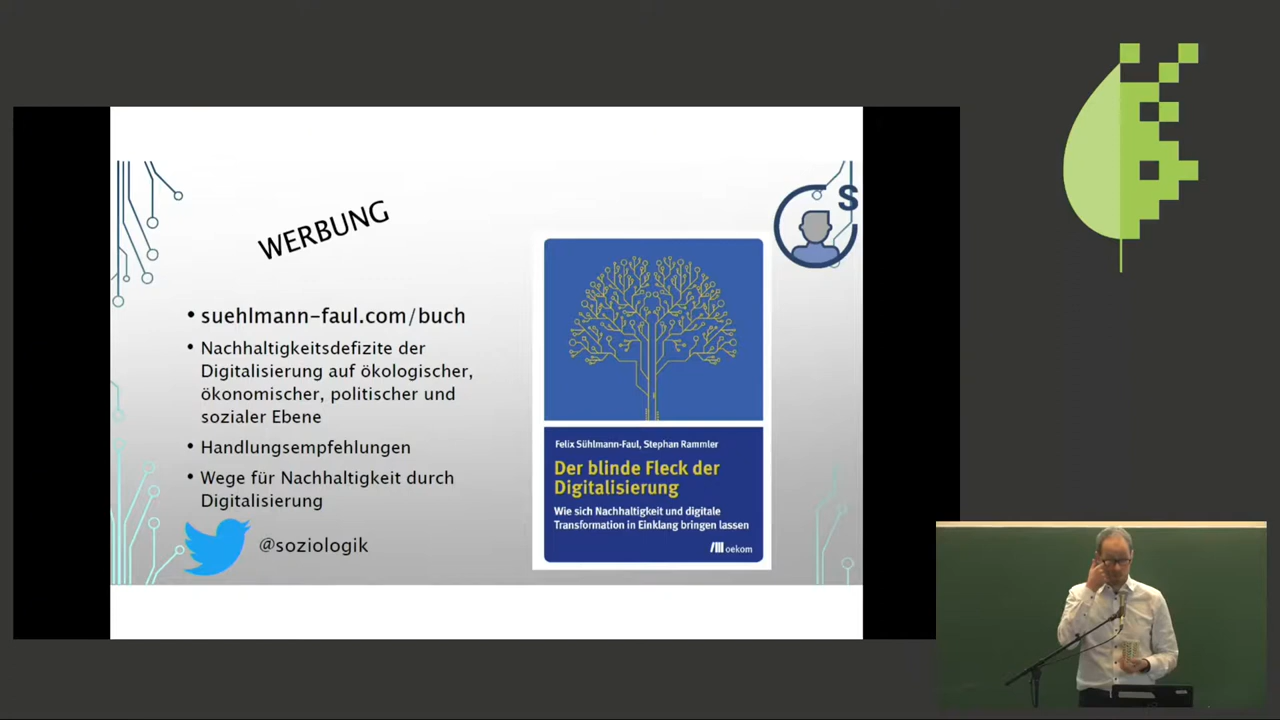 WERBUNG
S
• suehlmann-faul.com/buch
• Nachhaltigkeitsdefizite der
Digitalisierung auf ökologischer,
ökonomischer, politischer und
sozialer Ebene
• Handlungsempfehlungen
• Wege für Nachhaltigkeit durch
Digitalisierung
@soziologik
Felix Sühlmann-Faul, Stephan Rammler
Der blinde Fleck der
Digitalisierung
Wie sich Nachhaltigkeit und digitale
Transformation in Einklang bringen lassen
oekom